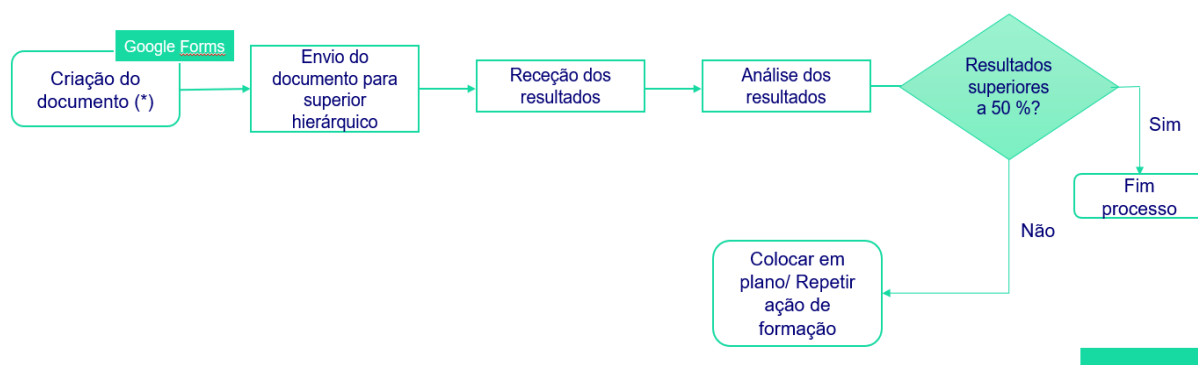 Google Forms
Criação do
documento (*)
Envio do
documento para
superior
hierárquico
Receção dos
resultados
Análise dos
resultados
Resultados
superiores
a 50 %?
Sim
Fim
processo
Não
Colocar em
plano/ Repetir
ação de
formação